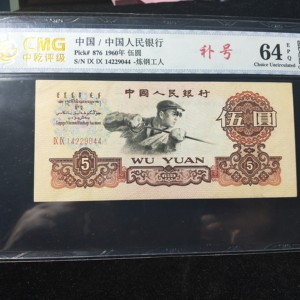 CMG
中乾评级
中国 / 中国人民银行
Pick# 876 1960年 伍圆
S/N IX IX 14229044 -炼钢工人
补号
64
EPQ
Choice Uncirculated
中国人民银行
伍圆
IX IX 14229044
5
WU YUAN
5